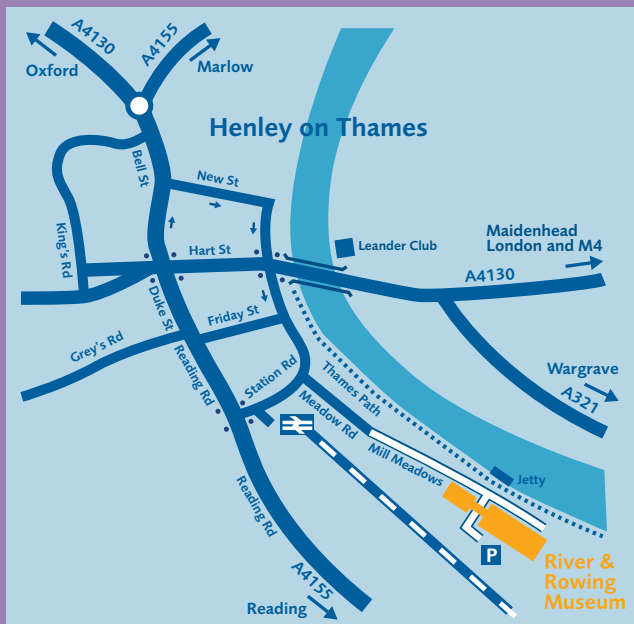 A4130
A4155
Oxford
Marlow
Henley on Thames
Bell St
New St
King's Rd
Hart St
Leander Club
Maidenhead
London and M4
A4130
Duke St
Friday St
Grey's Rd
Reading Rd
Station Rd
Thames Path
Wargrave
A321
Meadow Rd
Mill Meadows
Jetty
Reading Rd
P
River &
Rowing
Museum
A4155
Reading